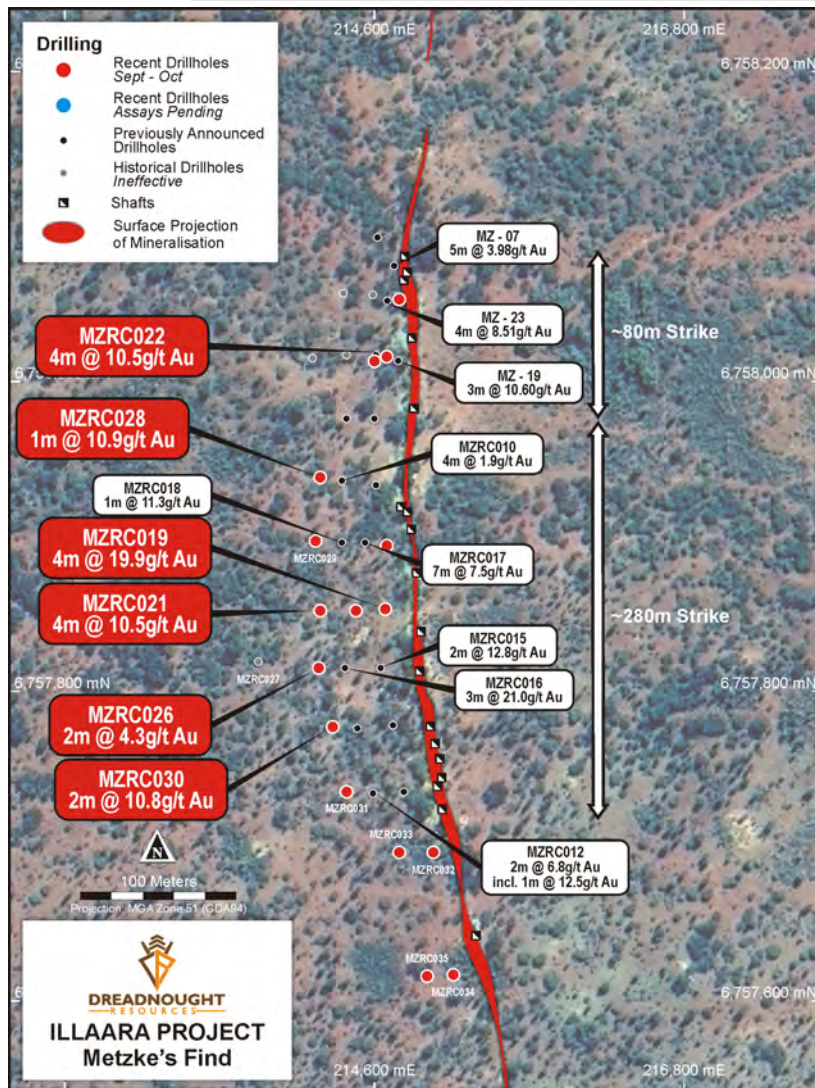 214,600 mE
216,800 mE
6,758,200 mN
Drilling
Recent Drillholes
Sept - Oct
Recent Drillholes
Assays Pending
Previously Announced
Drillholes
Historical Drillholes
Ineffective
Shafts
Surface Projection
of Mineralisation
MZ - 07
5m @ 3.98g/t Au
MZ - 23
4m @ 8.51g/t Au
~80m Strike
MZRC022
4m @ 10.5g/t Au
MZ - 19
3m @ 10.60g/t Au
6,758,000 mN
MZRC028
1m @ 10.9g/t Au
MZRC010
4m @ 1.9g/t Au
MZRC018
1m @ 11.3g/t Au
MZRC029
MZRC017
7m @ 7.5g/t Au
MZRC019
4m @ 19.9g/t Au
MZRC021
4m @ 10.5g/t Au
~280m Strike
MZRC015
2m @ 12.8g/t Au
MZRC027
MZRC016
3m @ 21.0g/t Au
6,757,800 mN
6,757,800 mN
MZRC026
2m @ 4.3g/t Au
MZRC030
2m @ 10.8g/t Au
MZRC031
MZRC033
MZRC032
MZRC012
2m @ 6.8g/t Au
incl. 1m @ 12.5g/t Au
N
100 Meters
Projection: MGA Zone 51 (GDA94)
MZRC035
MZRC034
6,757,600 mN
DREADNOUGHT
RESOURCES
ILLAARA PROJECT
Metzke's Find
214,600 mE
216,800 mE